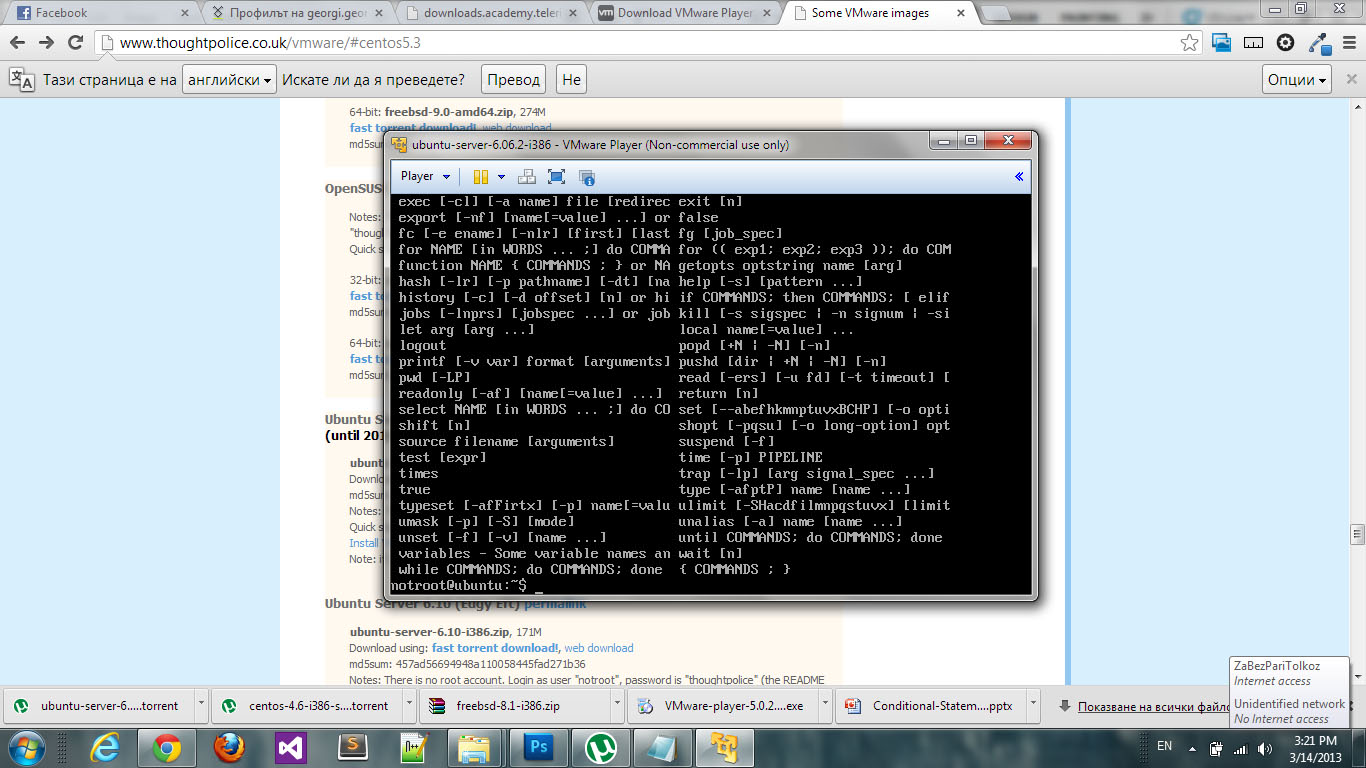 Facebook
Профилът на georgi.geor
downloads.academy.teleri
Download VMware Player
Some VMware images
www.thoughtpolice.co.uk/vmware/#centos5.3
Тази страница е на английски Искате ли да я преведете? Превод Не Опции
64-bit: freebsd-9.0-amd64.zip, 274M
fast torrent download!, web download
md5su
ubuntu-server-6.06.2-i386 - VMware Player (Non-commercial use only)
Player
OpenSUS
Notes:
"though
Quick s
32-bit:
fast to
md5sum
64-bit: a
fast to
md5sum
Ubuntu Se
(until 201
ubunt
Downlo
md5sum
Notes:
Quick s
Install
Note: it
exec [-cl] [-a name] file [redirec exit [n]
export [-nf] [name[=value] ...] or false
fc [-e ename] [-nlr] [first] [last fg [job_spec]
for NAME [in WORDS ... ;] do COMMA for (( exp1; exp2; exp3 )); do COM
function NAME { COMMANDS ; } or NA getopts optstring name [arg]
hash [-lr] [-p pathname] [-dt] [na help [-s] [pattern ...]
history [-c] [-d offset] [n] or hi if COMMANDS; then COMMANDS; [ elif
jobs [-lnprs] [jobspec ...] or job kill [-s sigspec | -n signum | -si
let arg [arg ...] local name[=value] ...
logout popd [+N | -N] [-n]
printf [-v var] format [arguments] pushd [dir | +N | -N] [-n]
pwd [-LP] read [-ers] [-u fd] [-t timeout] [
readonly [-af] [name[=value] ...] return [n]
select NAME [in WORDS ... ;] do CO set [--abefhkmnptuvxBCHP] [-o opti
shift [n] shopt [-pqsu] [-o long-option] opt
source filename [arguments] suspend [-f]
test [expr] time [-p] PIPELINE
times trap [-lp] [arg signal_spec ...]
true type [-afptP] name [name ...]
typeset [-afFirtx] [-p] name[=valu ulimit [-SHacdfilmnpqstuvx] [limit
umask [-p] [-S] [mode] unalias [-a] name [name ...]
unset [-f] [-v] [name ...] until COMMANDS; do COMMANDS; done
variables - Some variable names an wait [n]
while COMMANDS; do COMMANDS; done { COMMANDS ; }
notroot@ubuntu:~$ _
Ubuntu Server 6.10 (Edgy Eft) permalink
ubuntu-server-6.10-i386.zip, 171M
Download using: fast torrent download!, web download
md5sum: 457ad56694948a110058445fad271b36
Notes: There is no root account. Login as user "notroot", password is "thoughtpolice" (the README
ZaBezPariTolkoz
Internet access
Unidentified network
No Internet access
ubuntu-server-6.....torrent
centos-4.6-i386-s....torrent
freebsd-8.1-i386.zip
VMware-player-5.0.2....exe
Conditional-Statem....pptx
Показване на всички файло
EN
3:21 PM
3/14/2013